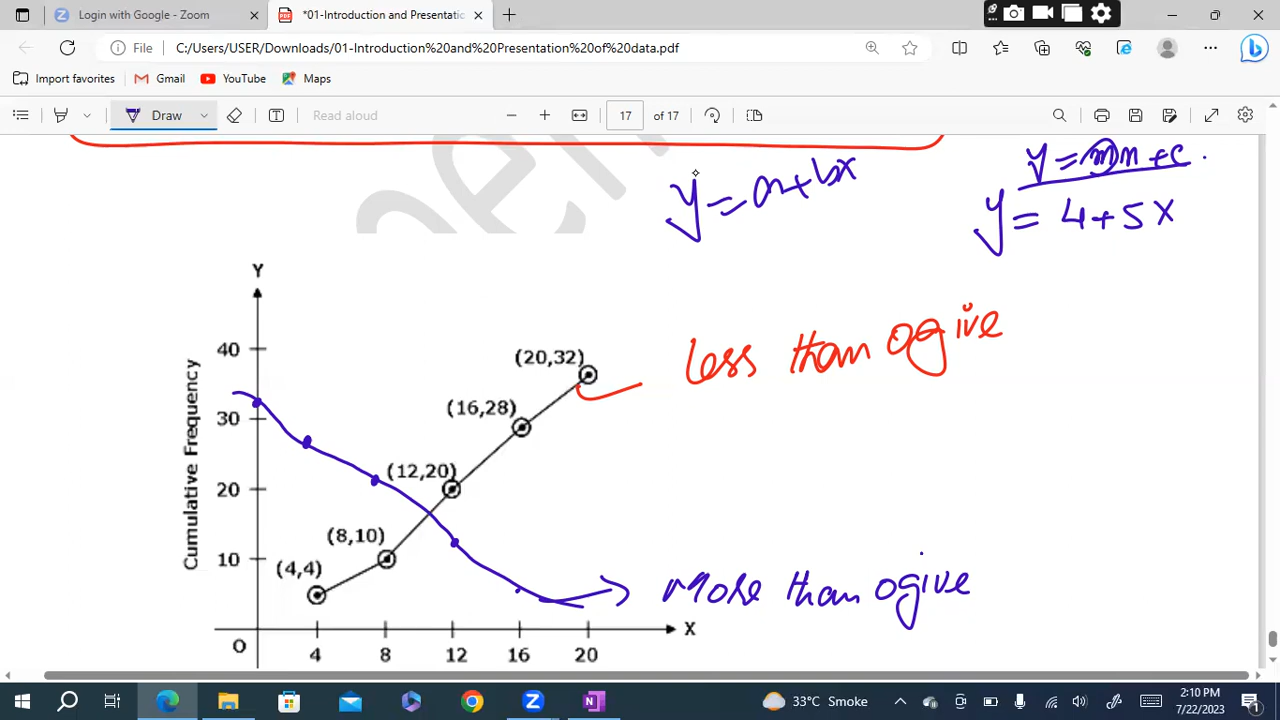 Login with Google - Zoom
*01-Introduction and Presentatio
File
C:/Users/USER/Downloads/01-Introduction%20and%20Presentation%20of%20data.pdf
Import favorites
Gmail
YouTube
Maps
Draw
Read aloud
17 of 17
en
y = a + bx
y = mx + c
y = 4 + 5x
Y
40
30
20
10
Cumulative Frequency
(20,32)
(16,28)
(12,20)
(8,10)
(4,4)
less than ogive
More than ogive
X
O
4 8 12 16 20
33°C Smoke
2:10 PM
7/22/2023
1